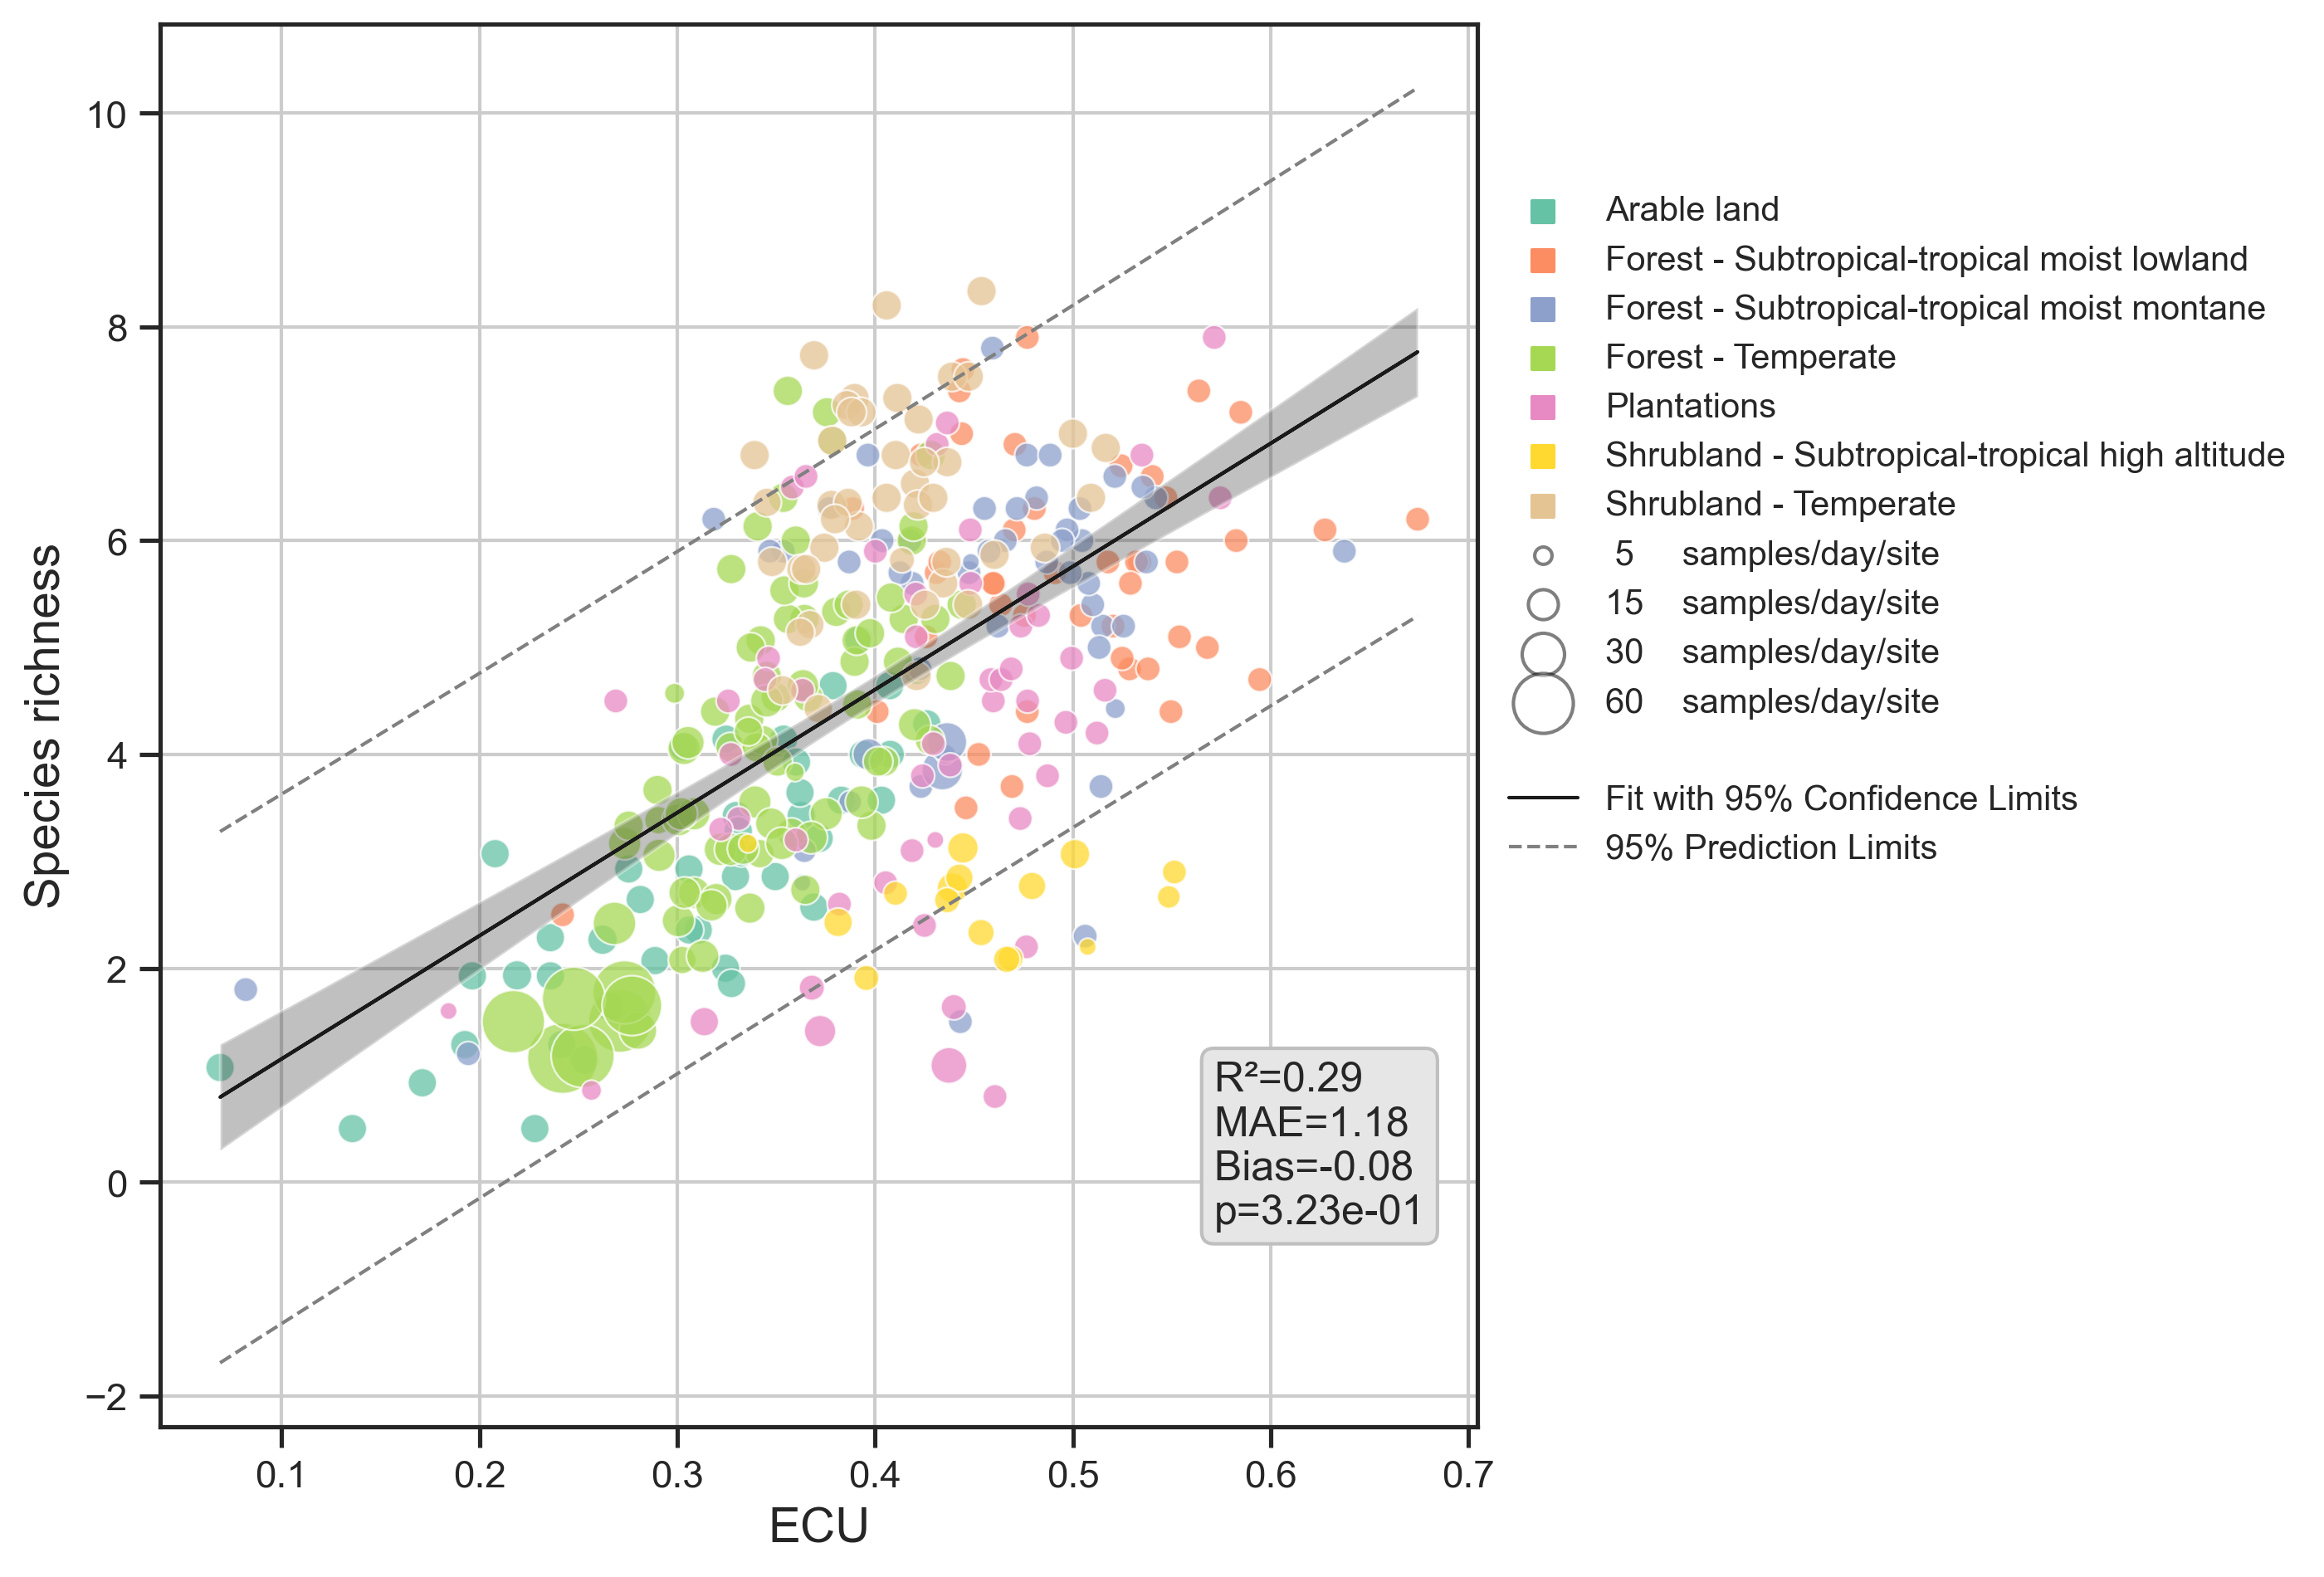 Species richness
10
8
6
4
2
0
−2
0.1 0.2 0.3 0.4 0.5 0.6 0.7
ECU
R²=0.29
MAE=1.18
Bias=-0.08
p=3.23e-01
Arable land
Forest - Subtropical-tropical moist lowland
Forest - Subtropical-tropical moist montane
Forest - Temperate
Plantations
Shrubland - Subtropical-tropical high altitude
Shrubland - Temperate
5 samples/day/site
15 samples/day/site
30 samples/day/site
60 samples/day/site
Fit with 95% Confidence Limits
95% Prediction Limits